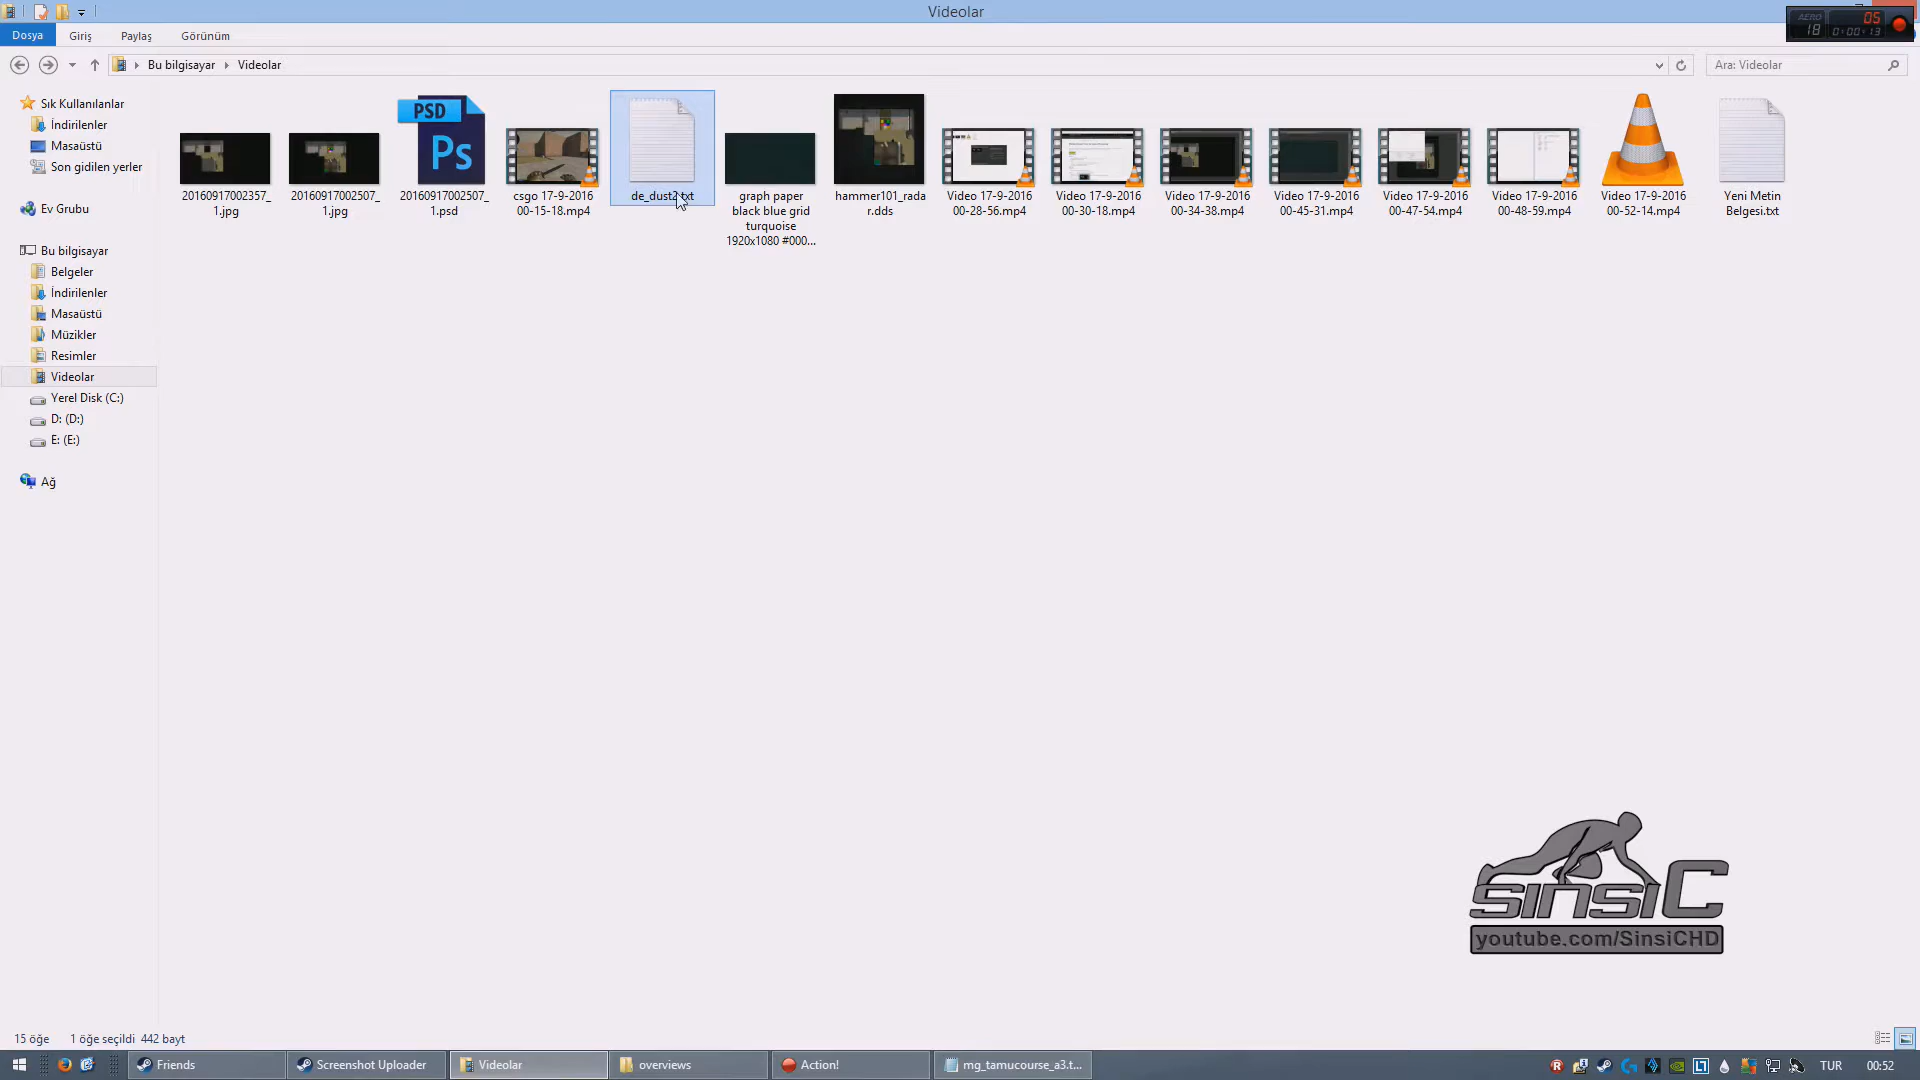 Videolar
AERO
18
05
0:00:13
Dosya
Giriş
Paylaş
Görünüm
Bu bilgisayar
Videolar
Ara: Videolar
Sık Kullanılanlar
İndirilenler
Masaüstü
Son gidilen yerler
Ev Grubu
Bu bilgisayar
Belgeler
İndirilenler
Masaüstü
Müzikler
Resimler
Videolar
Yerel Disk (C:)
D: (D:)
E: (E:)
Ağ
20160917002357_
1.jpg
20160917002507_
1.jpg
PSD
Ps
20160917002507_
1.psd
csgo 17-9-2016
00-15-18.mp4
de_dust2.txt
graph paper
black blue grid
turquoise
1920x1080 #000...
hammer101_rada
r.dds
Video 17-9-2016
00-28-56.mp4
Video 17-9-2016
00-30-18.mp4
Video 17-9-2016
00-34-38.mp4
Video 17-9-2016
00-45-31.mp4
Video 17-9-2016
00-47-54.mp4
Video 17-9-2016
00-48-59.mp4
Video 17-9-2016
00-52-14.mp4
Yeni Metin
Belgesi.txt
sinsiC
youtube.com/SinsiCHD
15 öğe
1 öğe seçildi 442 bayt
Friends
Screenshot Uploader
Videolar
overviews
Action!
mg_tamucourse_a3.t...
TUR
00:52